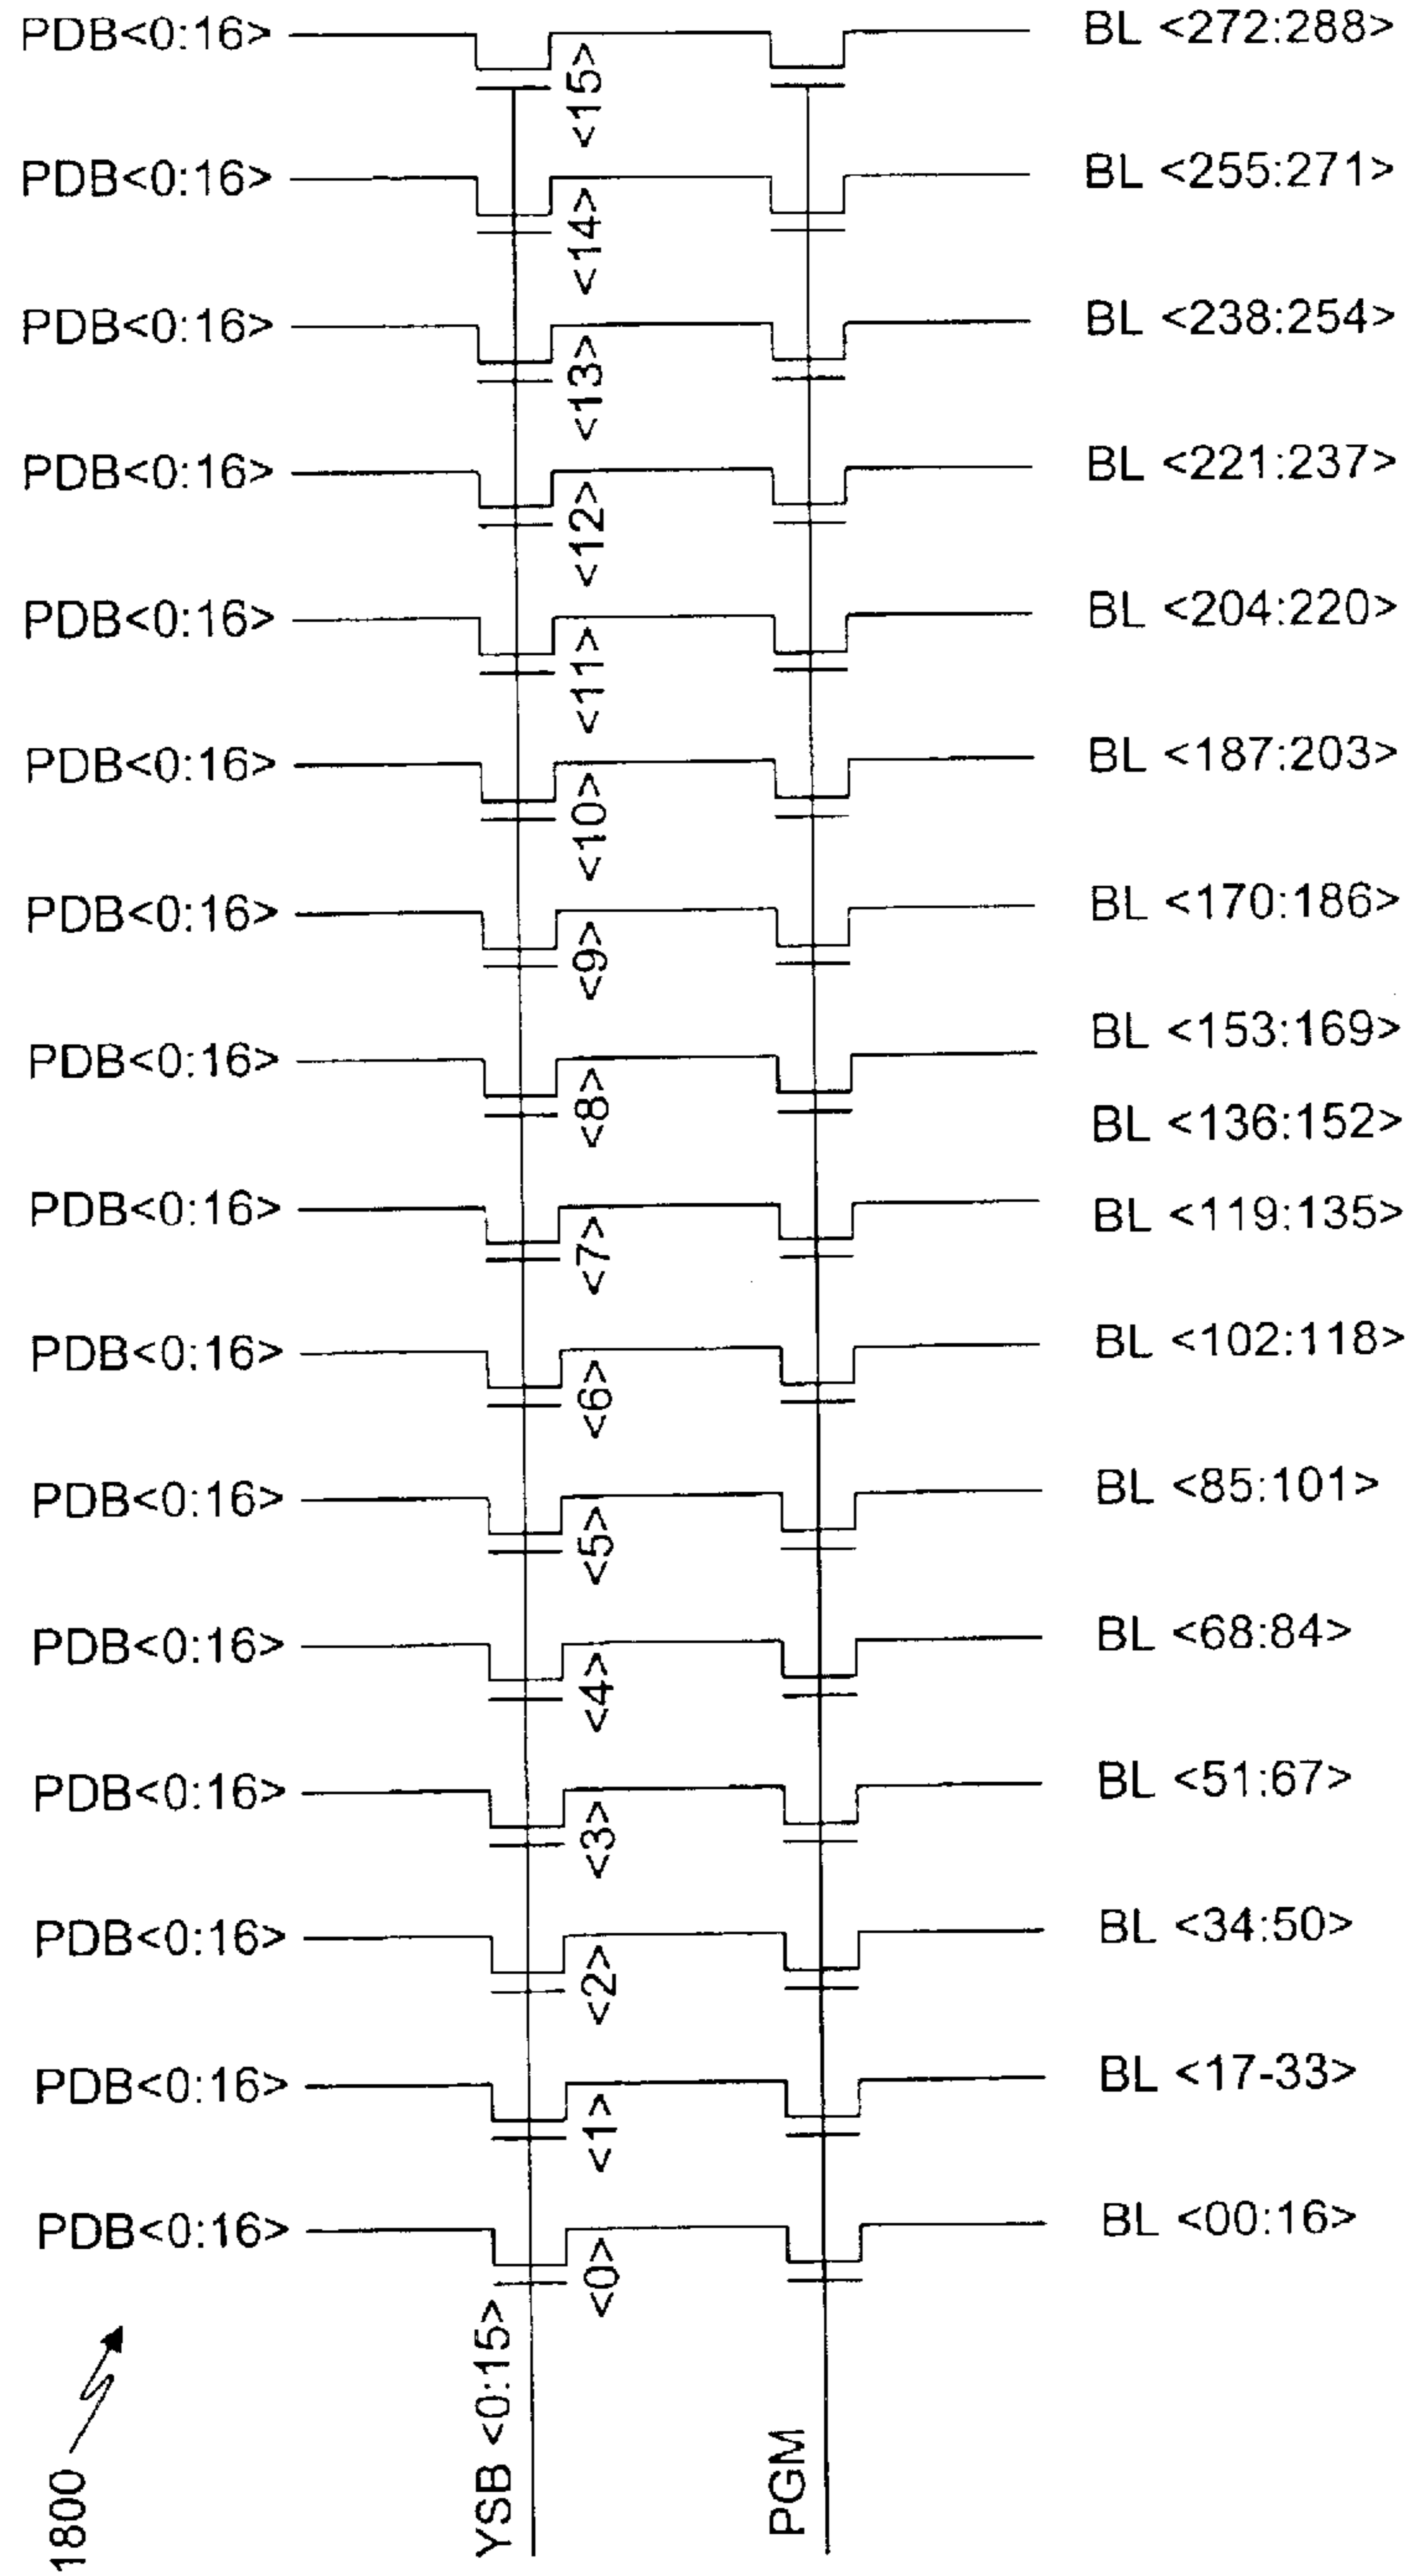 PDB<0:16> <15> BL <272:288>
PDB<0:16> <14> BL <255:271>
PDB<0:16> <13> BL <238:254>
PDB<0:16> <12> BL <221:237>
PDB<0:16> <11> BL <204:220>
PDB<0:16> <10> BL <187:203>
PDB<0:16> <9> BL <170:186>
PDB<0:16> <8> BL <153:169>
BL <136:152>
PDB<0:16> <7> BL <119:135>
PDB<0:16> <6> BL <102:118>
PDB<0:16> <5> BL <85:101>
PDB<0:16> <4> BL <68:84>
PDB<0:16> <3> BL <51:67>
PDB<0:16> <2> BL <34:50>
PDB<0:16> <1> BL <17-33>
PDB<0:16> <0> BL <00:16>
YSB <0:15>
PGM
1800